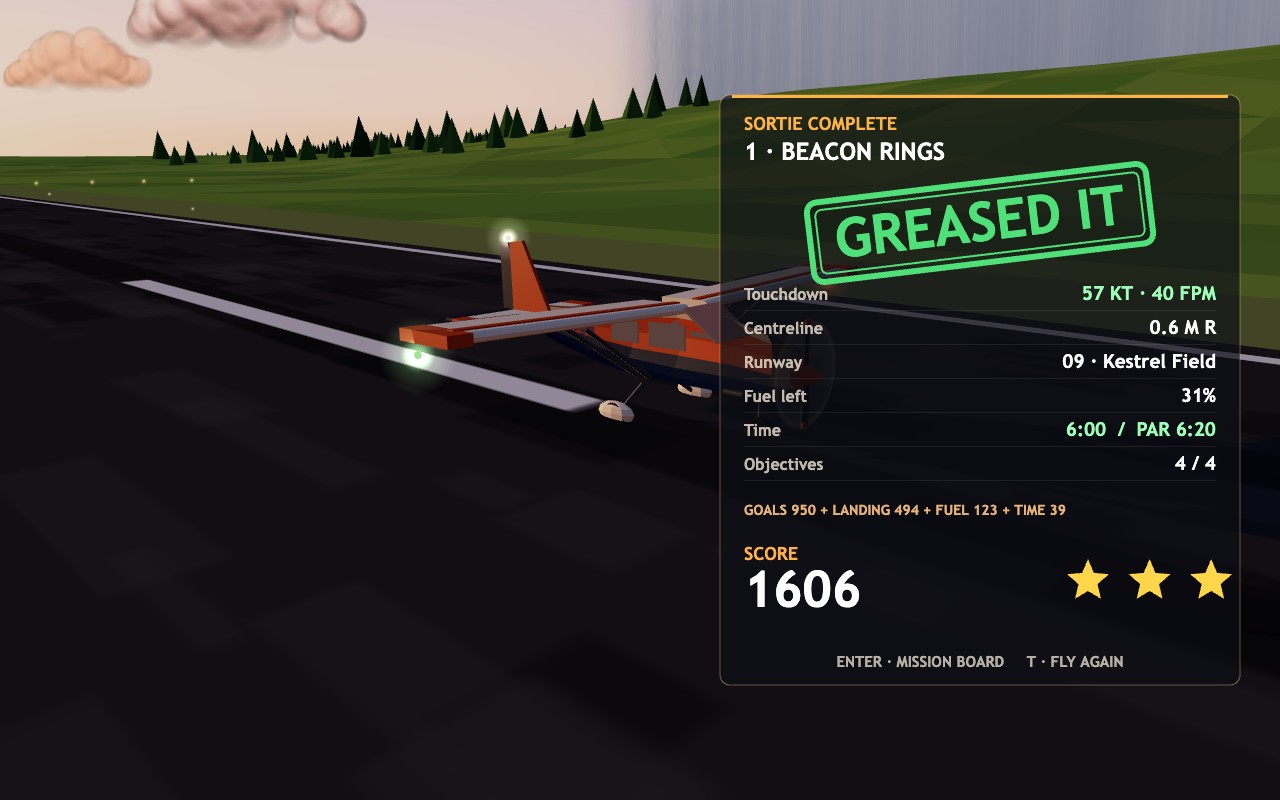 SORTIE COMPLETE
1 · BEACON RINGS
GREASED IT
Touchdown 57 KT · 40 FPM
Centreline 0.6 M R
Runway 09 · Kestrel Field
Fuel left 31%
Time 6:00 / PAR 6:20
Objectives 4 / 4
GOALS 950 + LANDING 494 + FUEL 123 + TIME 39
SCORE
1606
ENTER · MISSION BOARD T · FLY AGAIN